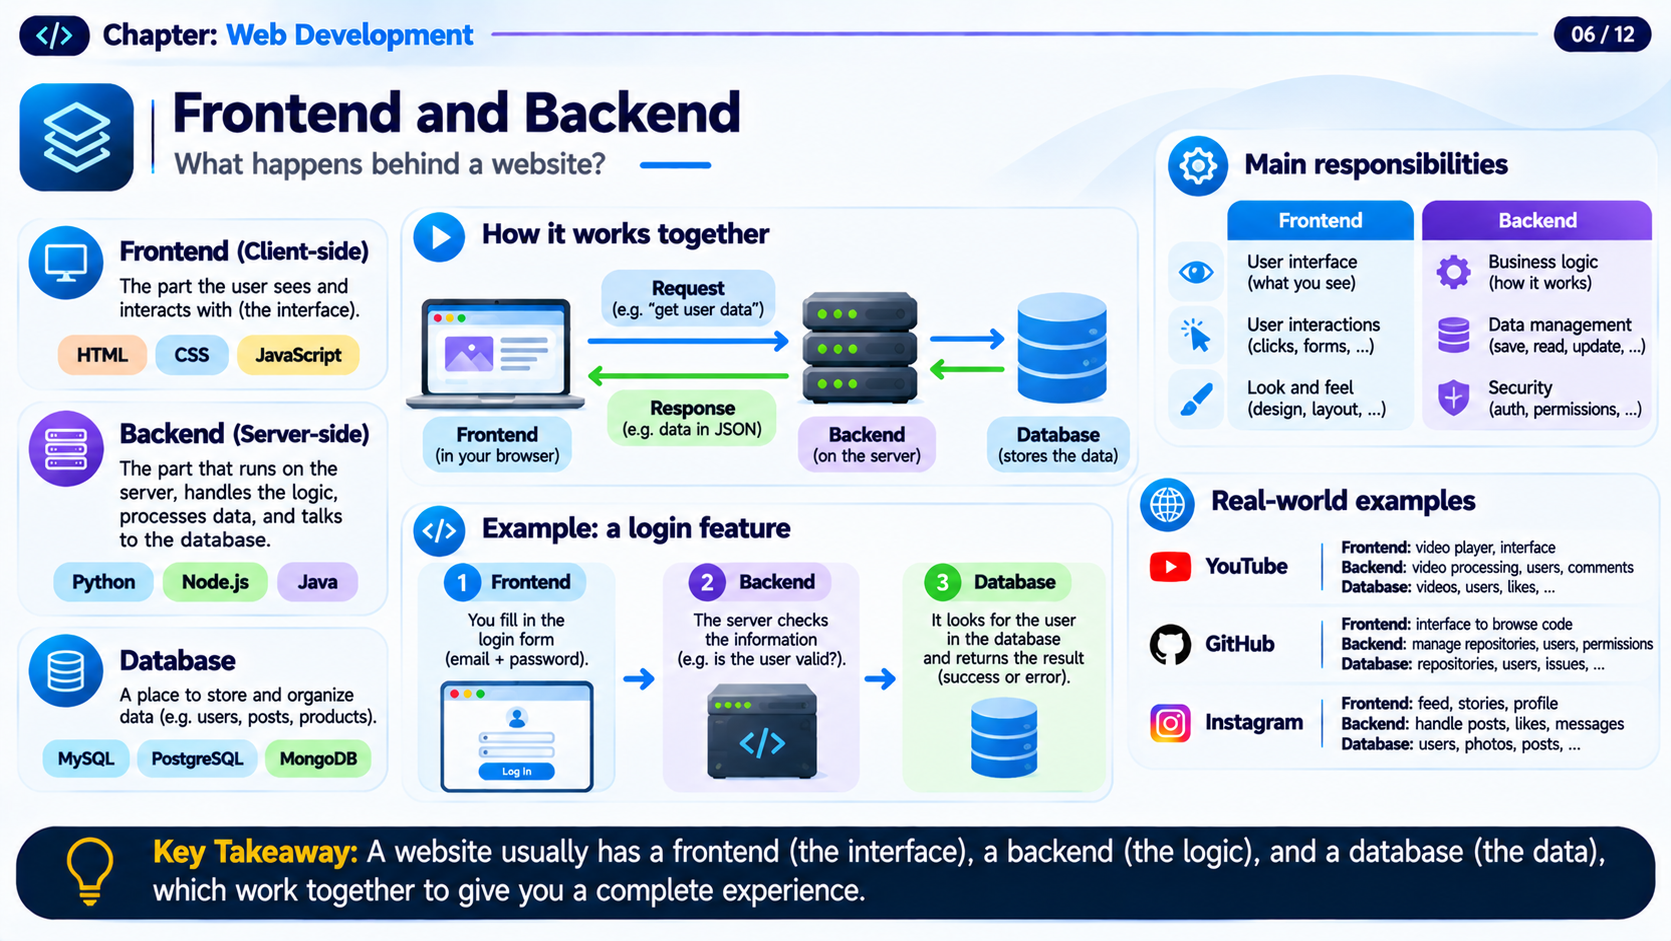 </> Chapter: Web Development
06 / 12
Frontend and Backend
What happens behind a website?
Frontend (Client-side)
The part the user sees and
interacts with (the interface).
HTML
CSS
JavaScript
Backend (Server-side)
The part that runs on the
server, handles the logic,
processes data, and talks
to the database.
Python
Node.js
Java
Database
A place to store and organize
data (e.g. users, posts, products).
MySQL
PostgreSQL
MongoDB
How it works together
Request
(e.g. “get user data”)
Response
(e.g. data in JSON)
Frontend
(in your browser)
Backend
(on the server)
Database
(stores the data)
</>
Example: a login feature
1 Frontend
You fill in the
login form
(email + password).
Log In
2 Backend
The server checks
the information
(e.g. is the user valid?).
</>
3 Database
It looks for the user
in the database
and returns the result
(success or error).
Main responsibilities
Frontend
Backend
User interface
(what you see)
Business logic
(how it works)
User interactions
(clicks, forms, ...)
Data management
(save, read, update, ...)
Look and feel
(design, layout, ...)
Security
(auth, permissions, ...)
Real-world examples
YouTube
Frontend: video player, interface
Backend: video processing, users, comments
Database: videos, users, likes, ...
GitHub
Frontend: interface to browse code
Backend: manage repositories, users, permissions
Database: repositories, users, issues, ...
Instagram
Frontend: feed, stories, profile
Backend: handle posts, likes, messages
Database: users, photos, posts, ...
Key Takeaway: A website usually has a frontend (the interface), a backend (the logic), and a database (the data),
which work together to give you a complete experience.